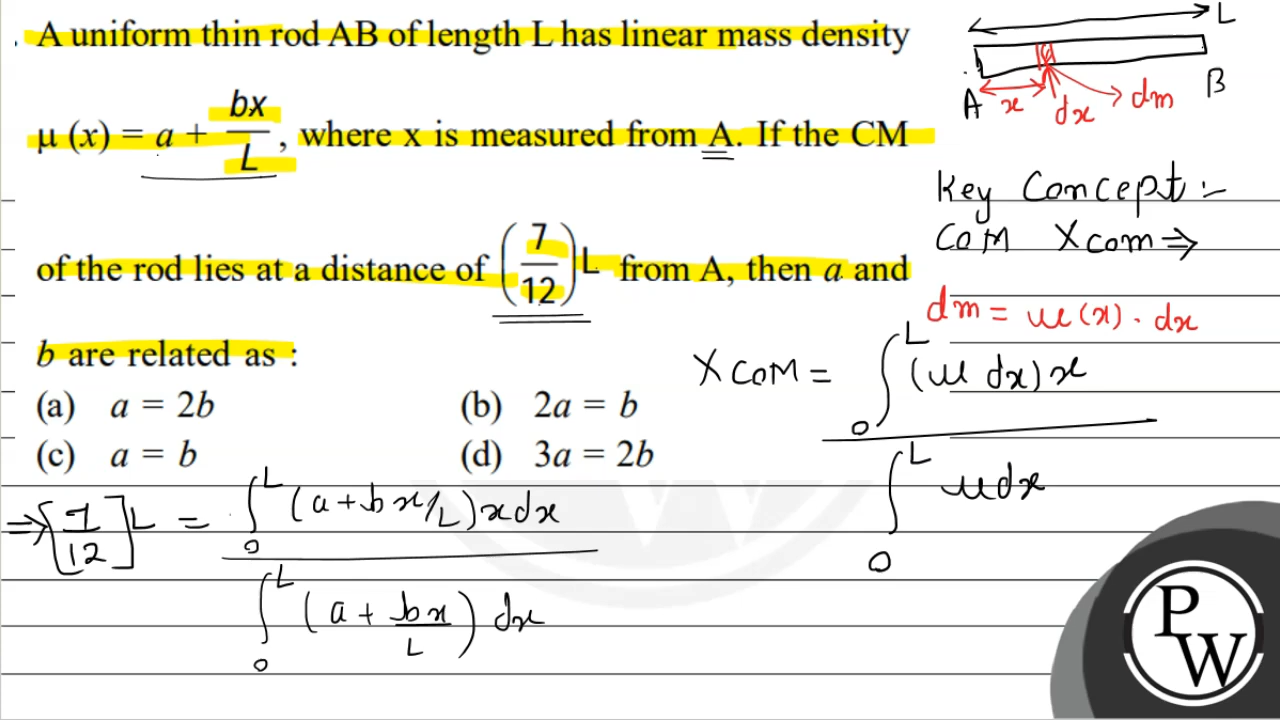 A uniform thin rod AB of length L has linear mass density
μ (x) = a + bx/L , where x is measured from A. If the CM
of the rod lies at a distance of (7/12)L from A, then a and
b are related as :
(a) a = 2b (b) 2a = b
(c) a = b (d) 3a = 2b
L
A x dx dm B
Key Concept :-
COM Xcom ⇒
dm = μ(x) . dx
XCOM = ∫₀ᴸ (μ dx) x / ∫₀ᴸ μ dx
⇒ [7/12] L = ∫₀ᴸ (a + bx/L) x dx / ∫₀ᴸ (a + bx/L) dx
PW